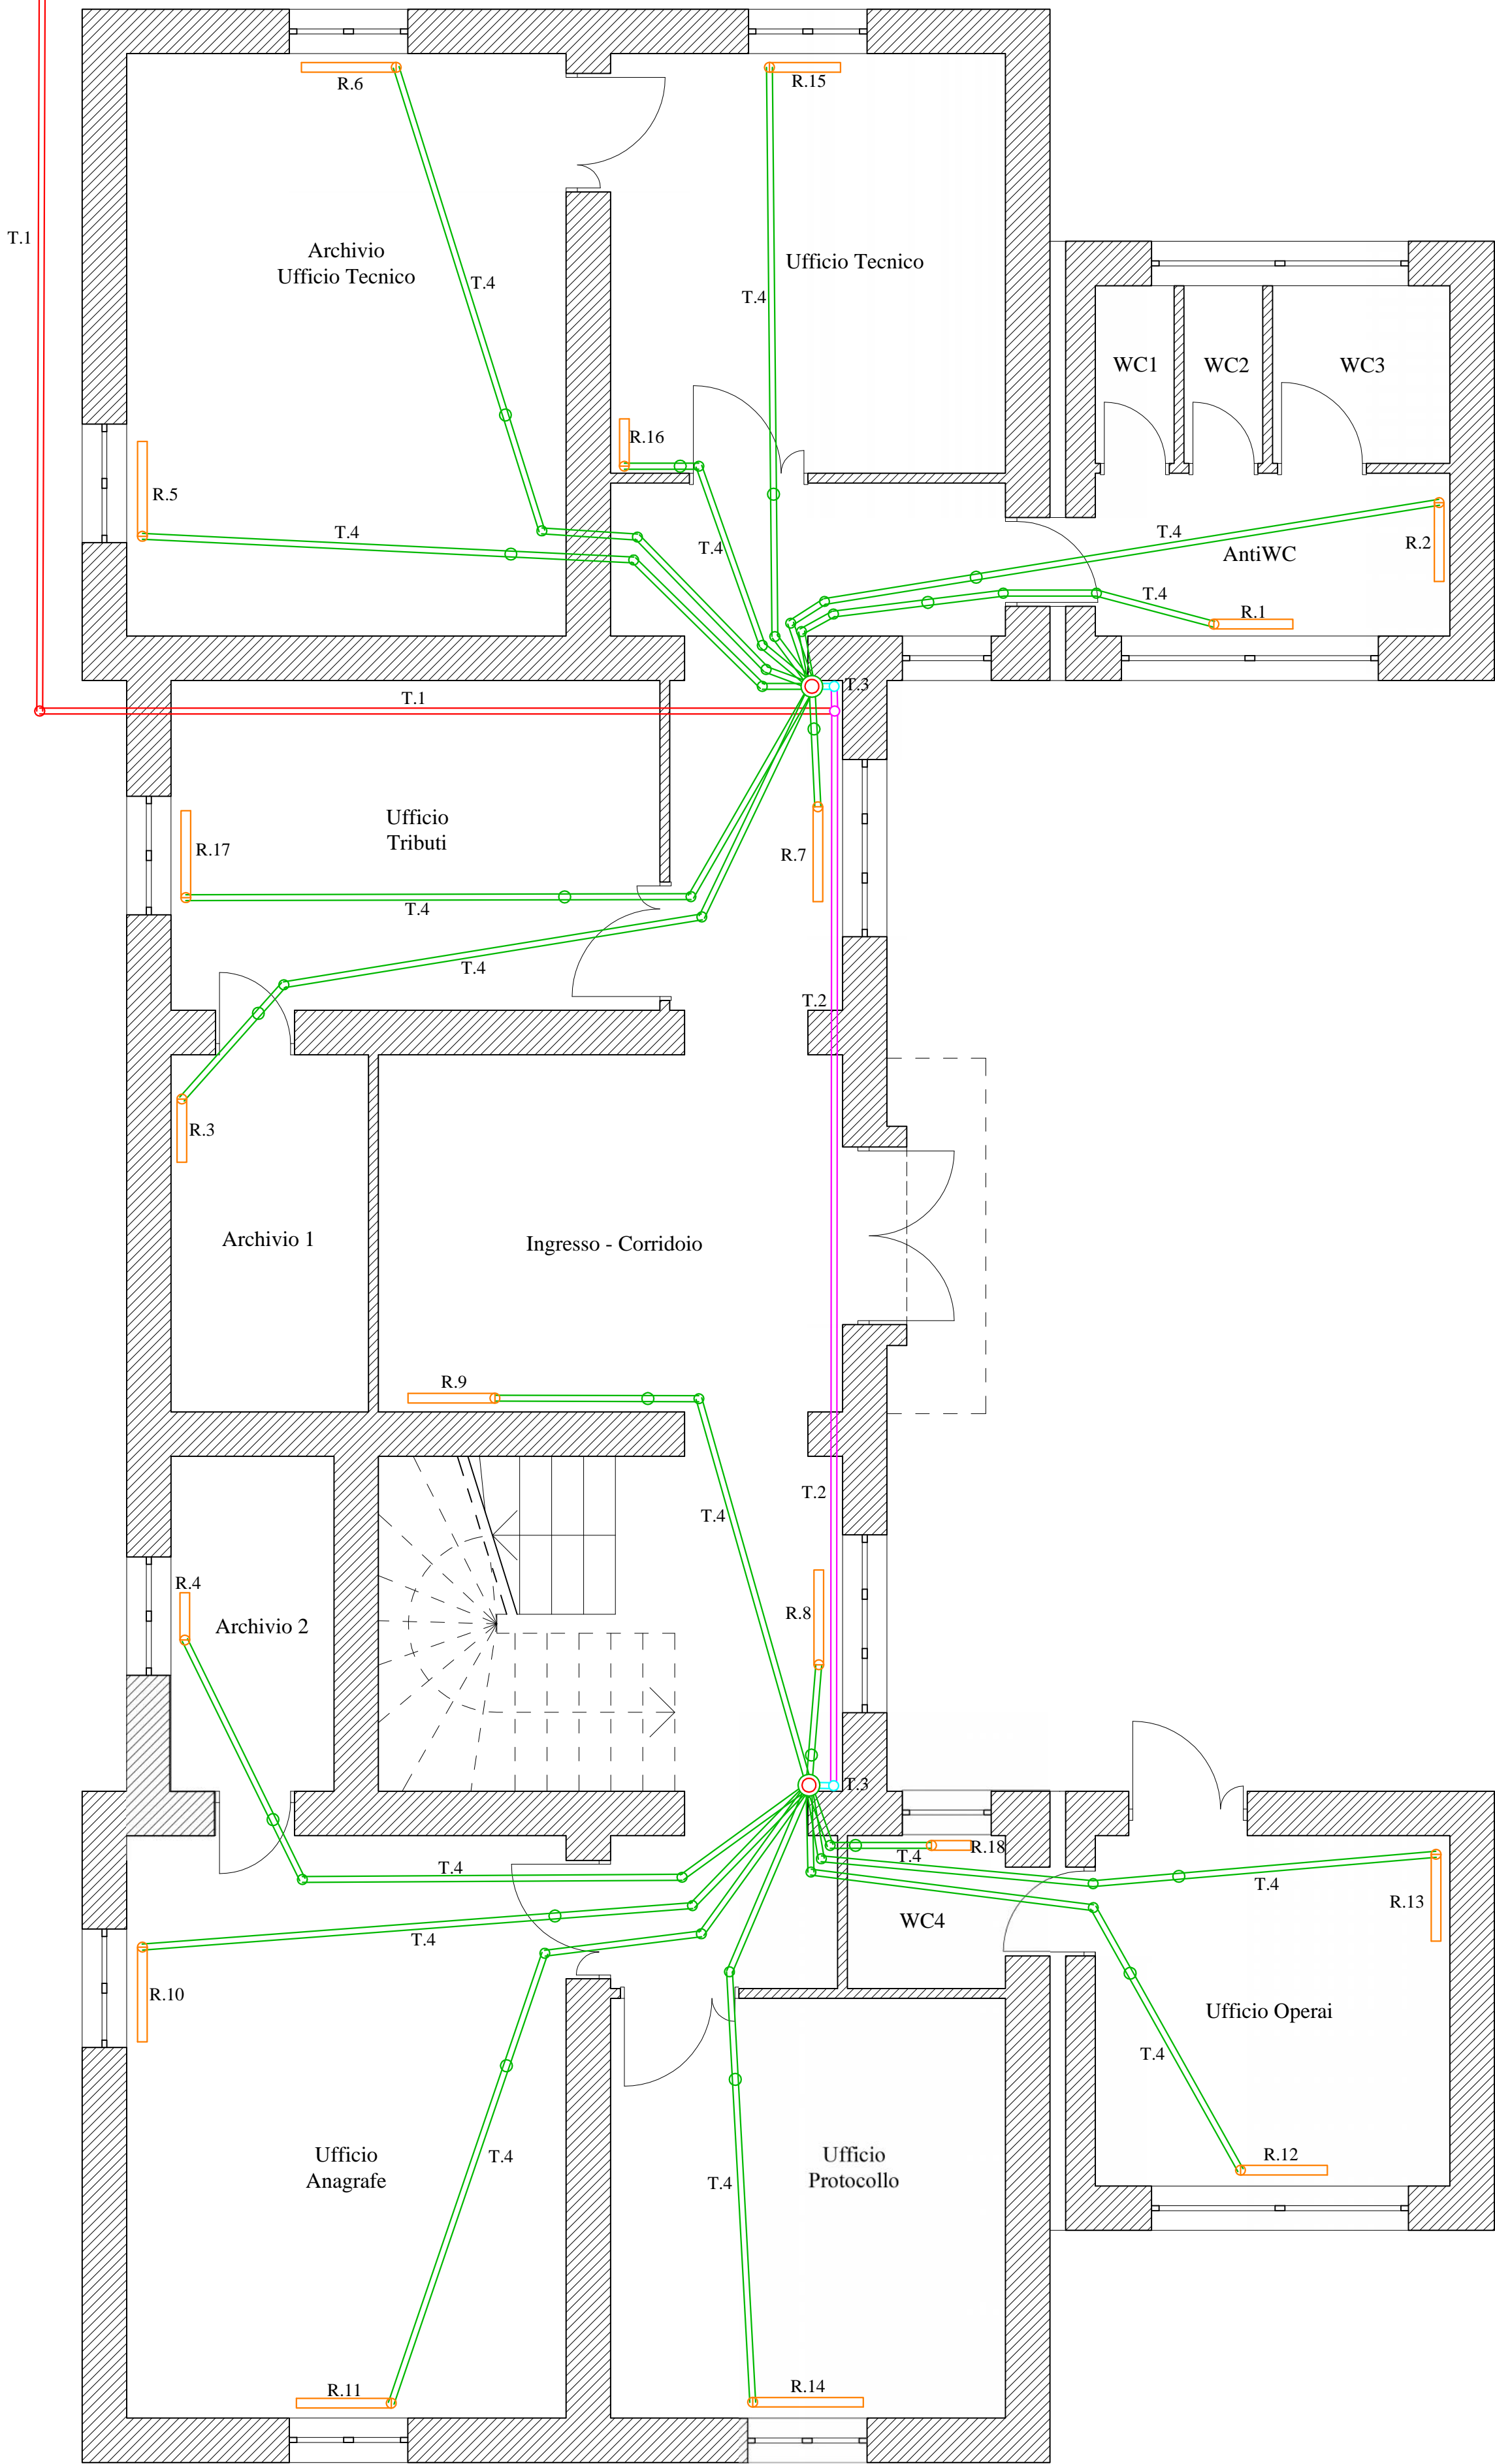 R.6
R.15
T.1
Archivio
Ufficio Tecnico
Ufficio Tecnico
T.4
T.4
WC1
WC2
WC3
R.16
R.5
T.4
T.4
T.4
AntiWC
R.2
T.4
R.1
T.3
T.1
Ufficio
Tributi
R.17
R.7
T.4
T.4
T.2
R.3
Archivio 1
Ingresso - Corridoio
R.9
T.2
T.4
R.4
Archivio 2
R.8
T.3
T.4
T.4
R.18
T.4
R.13
WC4
T.4
R.10
Ufficio Operai
T.4
Ufficio
Anagrafe
T.4
Ufficio
Protocollo
T.4
R.12
R.11
R.14